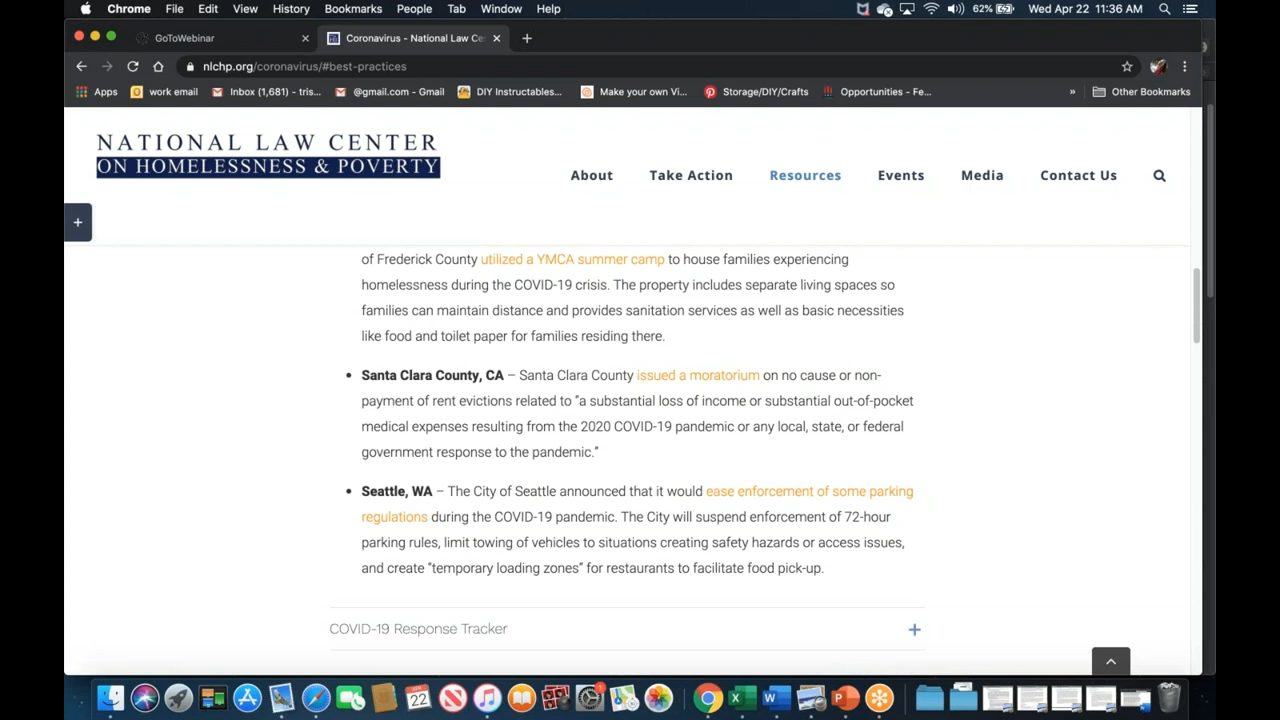 Chrome File Edit View History Bookmarks People Tab Window Help 62% Wed Apr 22 11:36 AM
GoToWebinar Coronavirus - National Law Ce
nlchp.org/coronavirus/#best-practices
Apps work email Inbox (1,681) - tris... @gmail.com - Gmail DIY Instructables... Make your own Vi... Storage/DIY/Crafts Opportunities - Fe... » Other Bookmarks
NATIONAL LAW CENTER
ON HOMELESSNESS & POVERTY
About Take Action Resources Events Media Contact Us
+
of Frederick County utilized a YMCA summer camp to house families experiencing
homelessness during the COVID-19 crisis. The property includes separate living spaces so
families can maintain distance and provides sanitation services as well as basic necessities
like food and toilet paper for families residing there.
• Santa Clara County, CA – Santa Clara County issued a moratorium on no cause or non-
payment of rent evictions related to “a substantial loss of income or substantial out-of-pocket
medical expenses resulting from the 2020 COVID-19 pandemic or any local, state, or federal
government response to the pandemic.”
• Seattle, WA – The City of Seattle announced that it would ease enforcement of some parking
regulations during the COVID-19 pandemic. The City will suspend enforcement of 72-hour
parking rules, limit towing of vehicles to situations creating safety hazards or access issues,
and create “temporary loading zones” for restaurants to facilitate food pick-up.
COVID-19 Response Tracker +
22